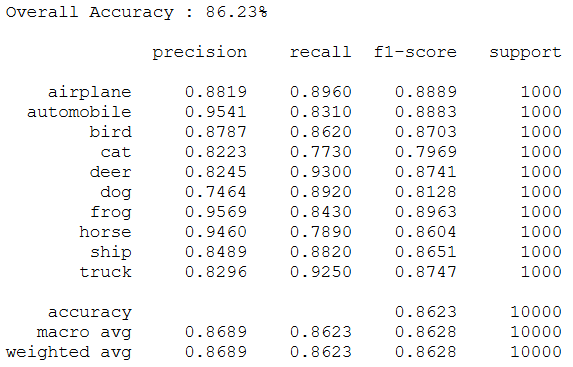 Overall Accuracy : 86.23%
precision recall f1-score support
airplane 0.8819 0.8960 0.8889 1000
automobile 0.9541 0.8310 0.8883 1000
bird 0.8787 0.8620 0.8703 1000
cat 0.8223 0.7730 0.7969 1000
deer 0.8245 0.9300 0.8741 1000
dog 0.7464 0.8920 0.8128 1000
frog 0.9569 0.8430 0.8963 1000
horse 0.9460 0.7890 0.8604 1000
ship 0.8489 0.8820 0.8651 1000
truck 0.8296 0.9250 0.8747 1000
accuracy 0.8623 10000
macro avg 0.8689 0.8623 0.8628 10000
weighted avg 0.8689 0.8623 0.8628 10000